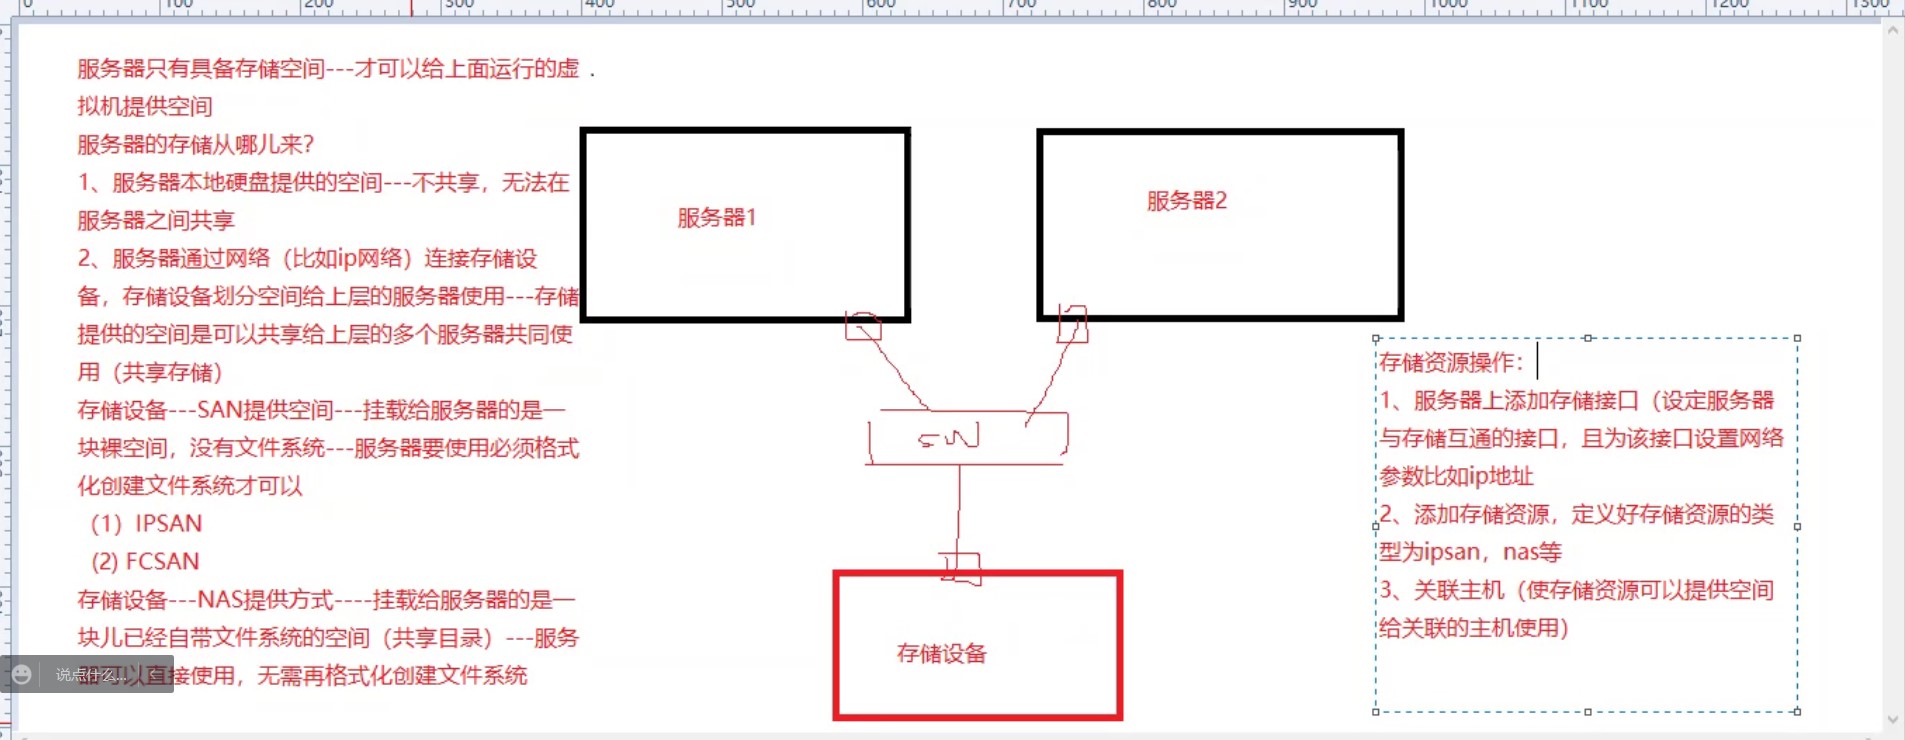 0 100 200 300 400 500 600 700 800 900 1000 1100 1200 1300
服务器只有具备存储空间---才可以给上面运行的虚
拟机提供空间
服务器的存储从哪儿来？
1、服务器本地硬盘提供的空间---不共享，无法在
服务器之间共享
2、服务器通过网络（比如ip网络）连接存储设
备，存储设备划分空间给上层的服务器使用---存储
提供的空间是可以共享给上层的多个服务器共同使
用（共享存储）
存储设备---SAN提供空间---挂载给服务器的是一
块裸空间，没有文件系统---服务器要使用必须格式
化创建文件系统才可以
（1）IPSAN
(2) FCSAN
存储设备---NAS提供方式----挂载给服务器的是一
块儿已经自带文件系统的空间（共享目录）---服务
器可以直接使用，无需再格式化创建文件系统
说点什么...
服务器1
服务器2
SW
存储设备
存储资源操作：
1、服务器上添加存储接口（设定服务器
与存储互通的接口，且为该接口设置网络
参数比如ip地址
2、添加存储资源，定义好存储资源的类
型为ipsan，nas等
3、关联主机（使存储资源可以提供空间
给关联的主机使用）